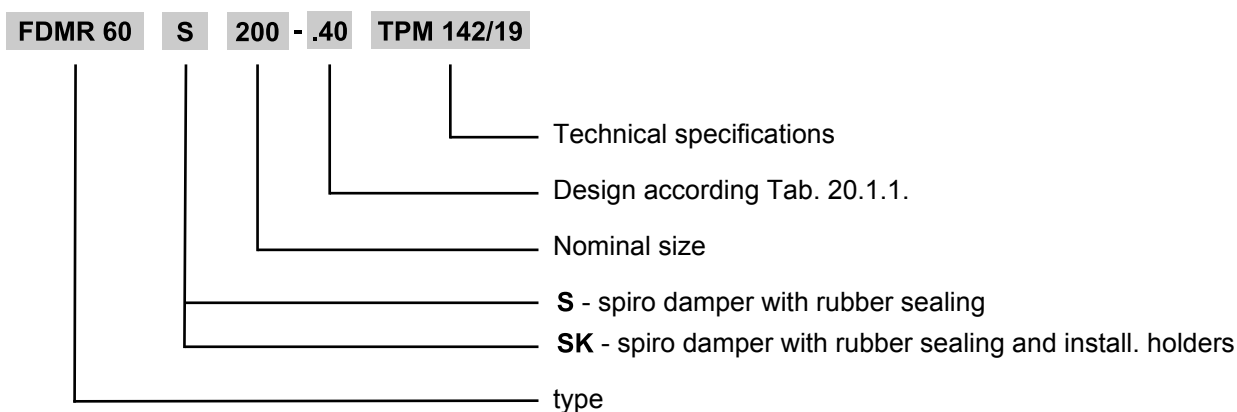 FDMR 60 S 200 - .40 TPM 142/19
Technical specifications
Design according Tab. 20.1.1.
Nominal size
S - spiro damper with rubber sealing
SK - spiro damper with rubber sealing and install. holders
type